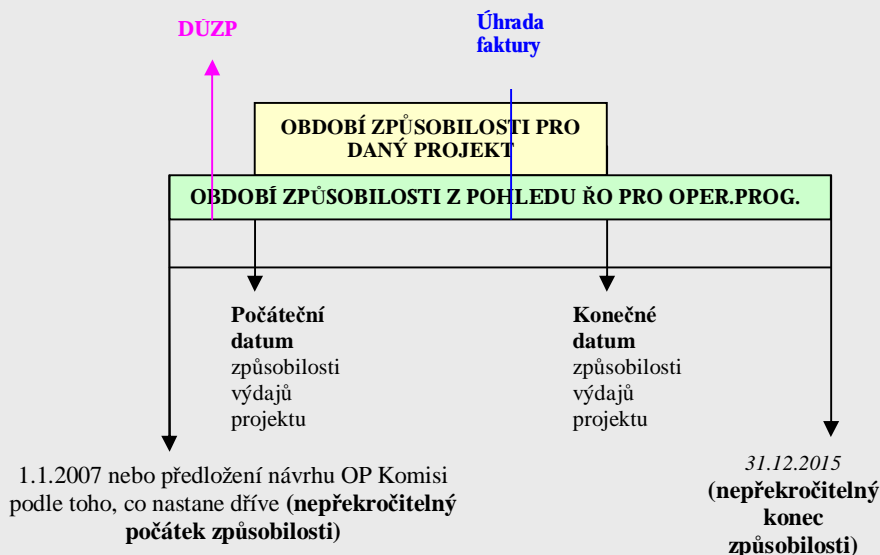 DÚZP
Úhrada
faktury
OBDOBÍ ZPŮSOBILOSTI PRO
DANÝ PROJEKT
OBDOBÍ ZPŮSOBILOSTI Z POHLEDU ŘO PRO OPER.PROG.
Počáteční
datum
způsobilosti
výdajů
projektu
Konečné
datum
způsobilosti
výdajů
projektu
1.1.2007 nebo předložení návrhu OP Komisi
podle toho, co nastane dříve (nepřekročitelný
počátek způsobilosti)
31.12.2015
(nepřekročitelný
konec
způsobilosti)